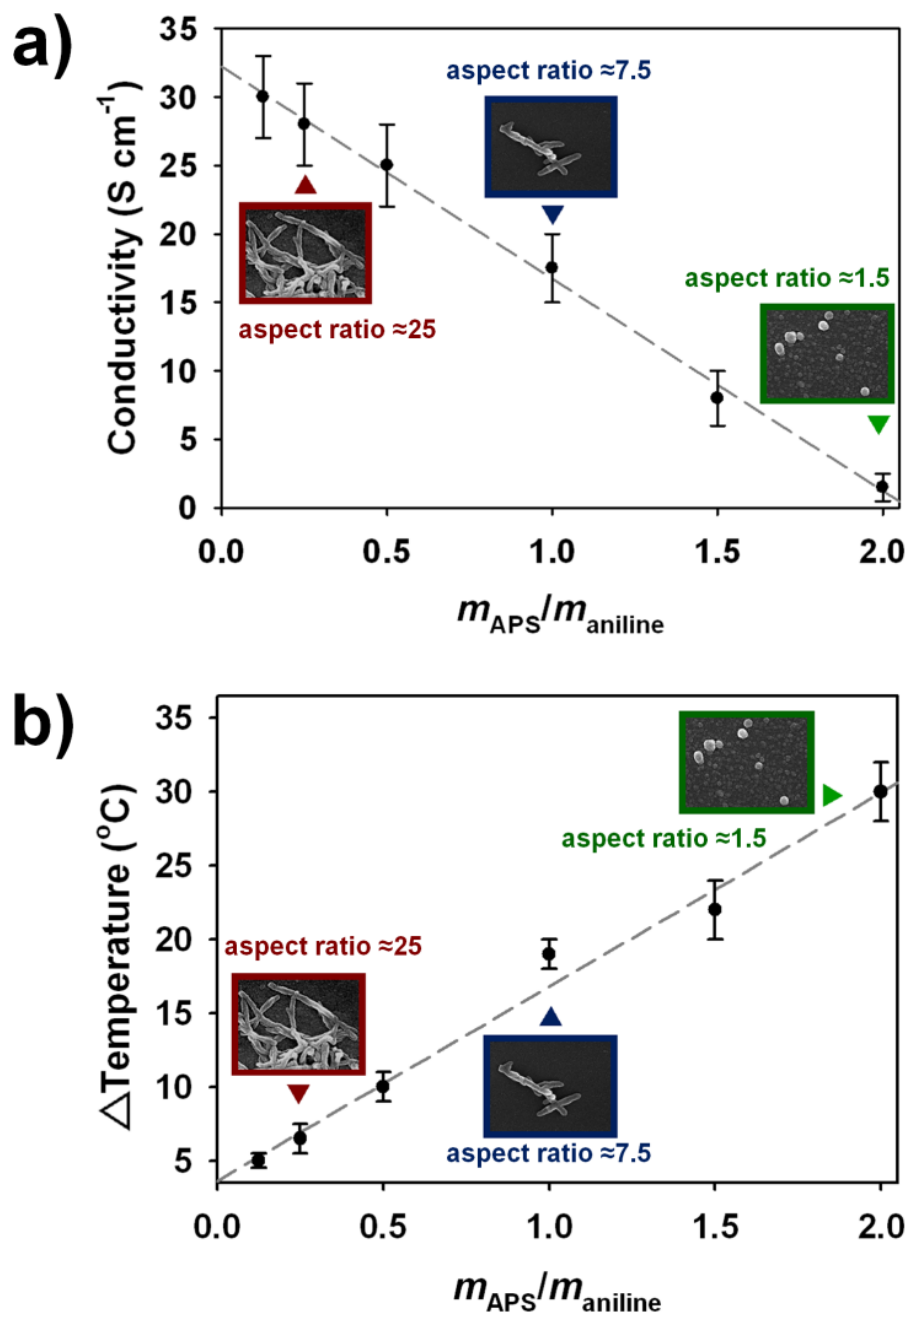 a)
Conductivity (S cm⁻¹)
35
30
25
20
15
10
5
0
aspect ratio ≈7.5
aspect ratio ≈1.5
aspect ratio ≈25
0.0 0.5 1.0 1.5 2.0
mAPS/maniline
b)
△Temperature (°C)
35
30
25
20
15
10
5
aspect ratio ≈1.5
aspect ratio ≈25
aspect ratio ≈7.5
0.0 0.5 1.0 1.5 2.0
mAPS/maniline